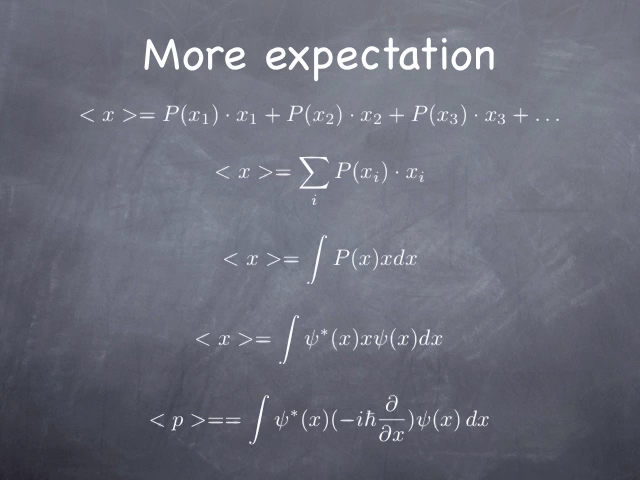 More expectation
< x >= P(x₁) · x₁ + P(x₂) · x₂ + P(x₃) · x₃ + . . .
< x >= ∑ᵢ P(xᵢ) · xᵢ
< x >= ∫ P(x)xdx
< x >= ∫ ψ*(x)xψ(x)dx
< p >== ∫ ψ*(x)(−iℏ ∂/∂x)ψ(x) dx